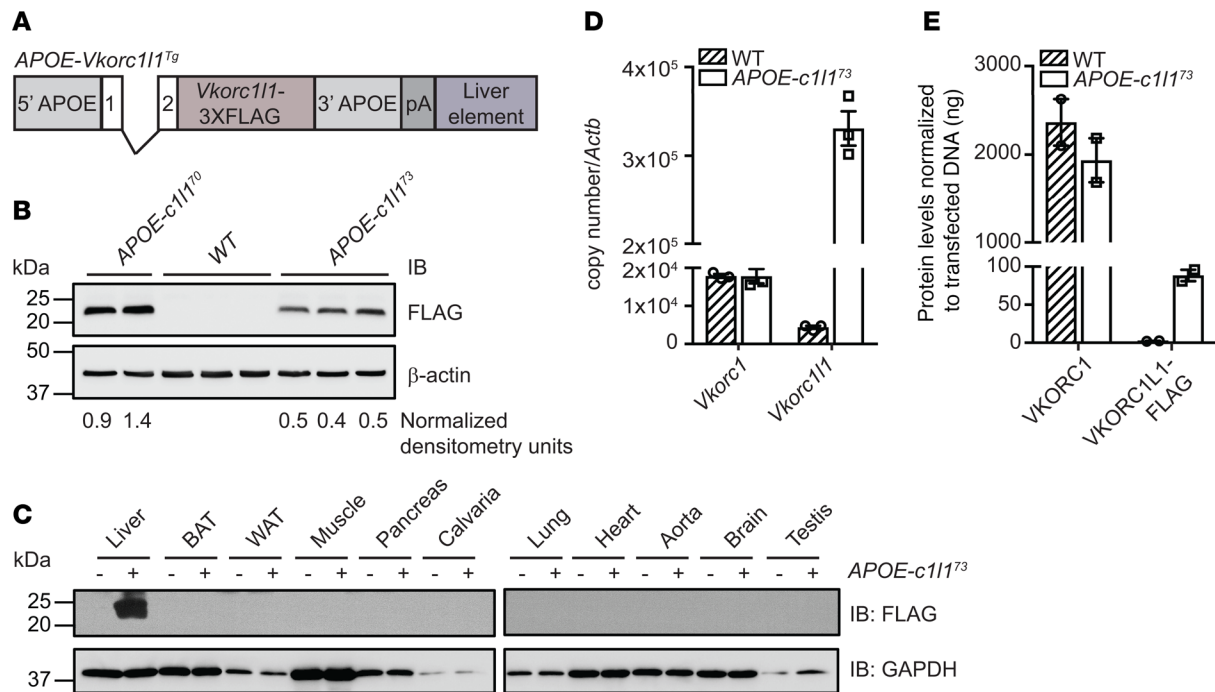 A
APOE-Vkorc1l1Tg
5' APOE 1 2 Vkorc1l1-3XFLAG 3' APOE pA Liver element
B
APOE-c1l170 WT APOE-c1l173
kDa IB
25
20
FLAG
50
37
β-actin
0.9 1.4 0.5 0.4 0.5 Normalized
densitometry units
C
Liver BAT WAT Muscle Pancreas Calvaria Lung Heart Aorta Brain Testis
kDa
- + - + - + - + - + - + - + - + - + - + - + APOE-c1l173
25
20
IB: FLAG
37
IB: GAPDH
D
WT
APOE-c1l173
copy number/Actb
4x10⁵
3x10⁵
2x10⁵
2x10⁴
1x10⁴
0
Vkorc1 Vkorc1l1
E
WT
APOE-c1l173
Protein levels normalized
to transfected DNA (ng)
3000
2000
1000
100
50
0
VKORC1 VKORC1L1-
FLAG